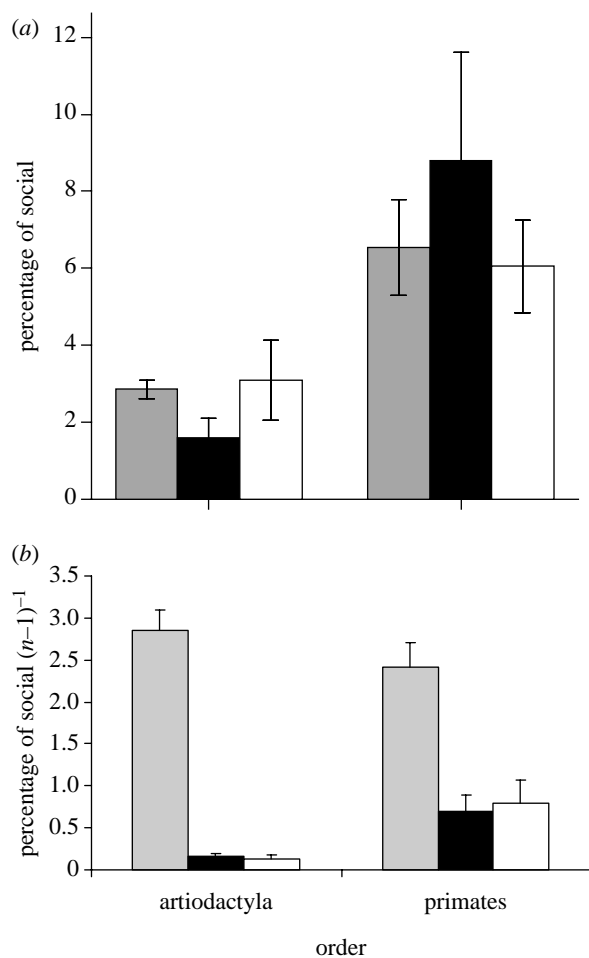 (a)
12
10
8
6
4
2
0
percentage of social
(b)
3.5
3.0
2.5
2.0
1.5
1.0
0.5
0
percentage of social (n–1)⁻¹
artiodactyla primates
order